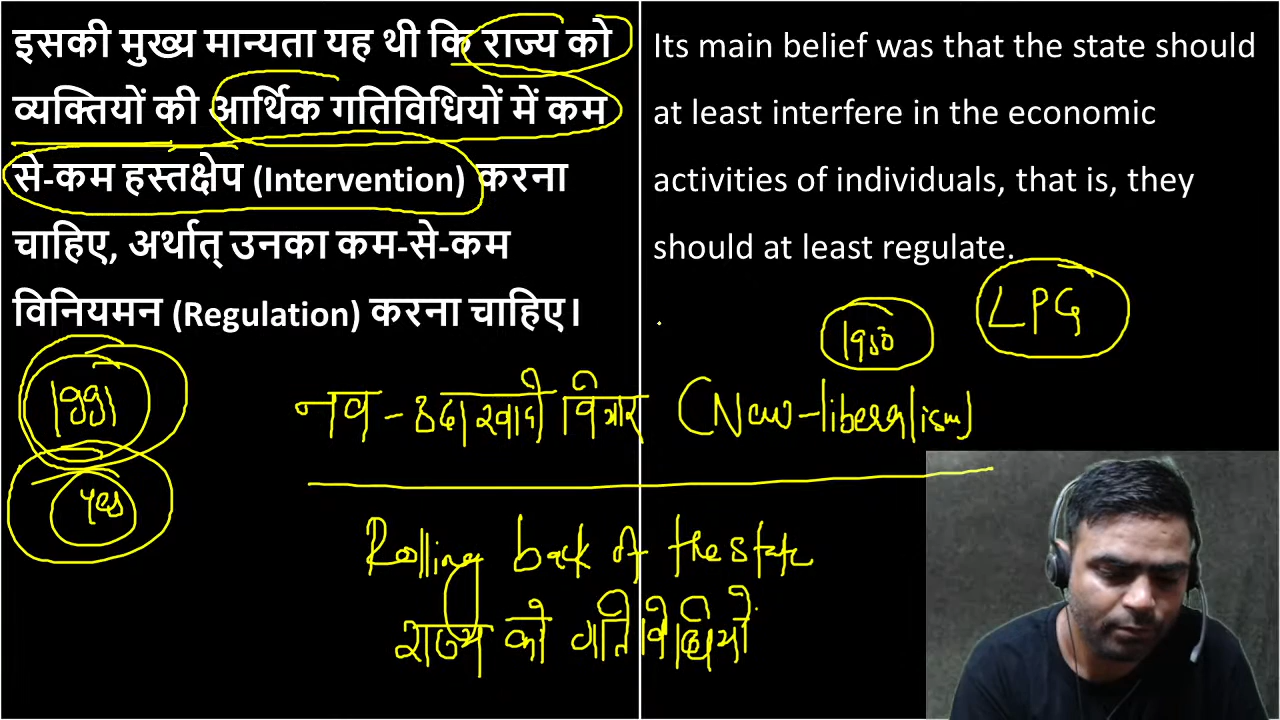 इसकी मुख्य मान्यता यह थी कि राज्य को
व्यक्तियों की आर्थिक गतिविधियों में कम
से-कम हस्तक्षेप (Intervention) करना
चाहिए, अर्थात् उनका कम-से-कम
विनियमन (Regulation) करना चाहिए।
Its main belief was that the state should
at least interfere in the economic
activities of individuals, that is, they
should at least regulate.
LPG
1950
1991
नव - उदारवादी विचार (New-liberalism)
Yes
Rolling back of the state
राज्य की गतिविधियों